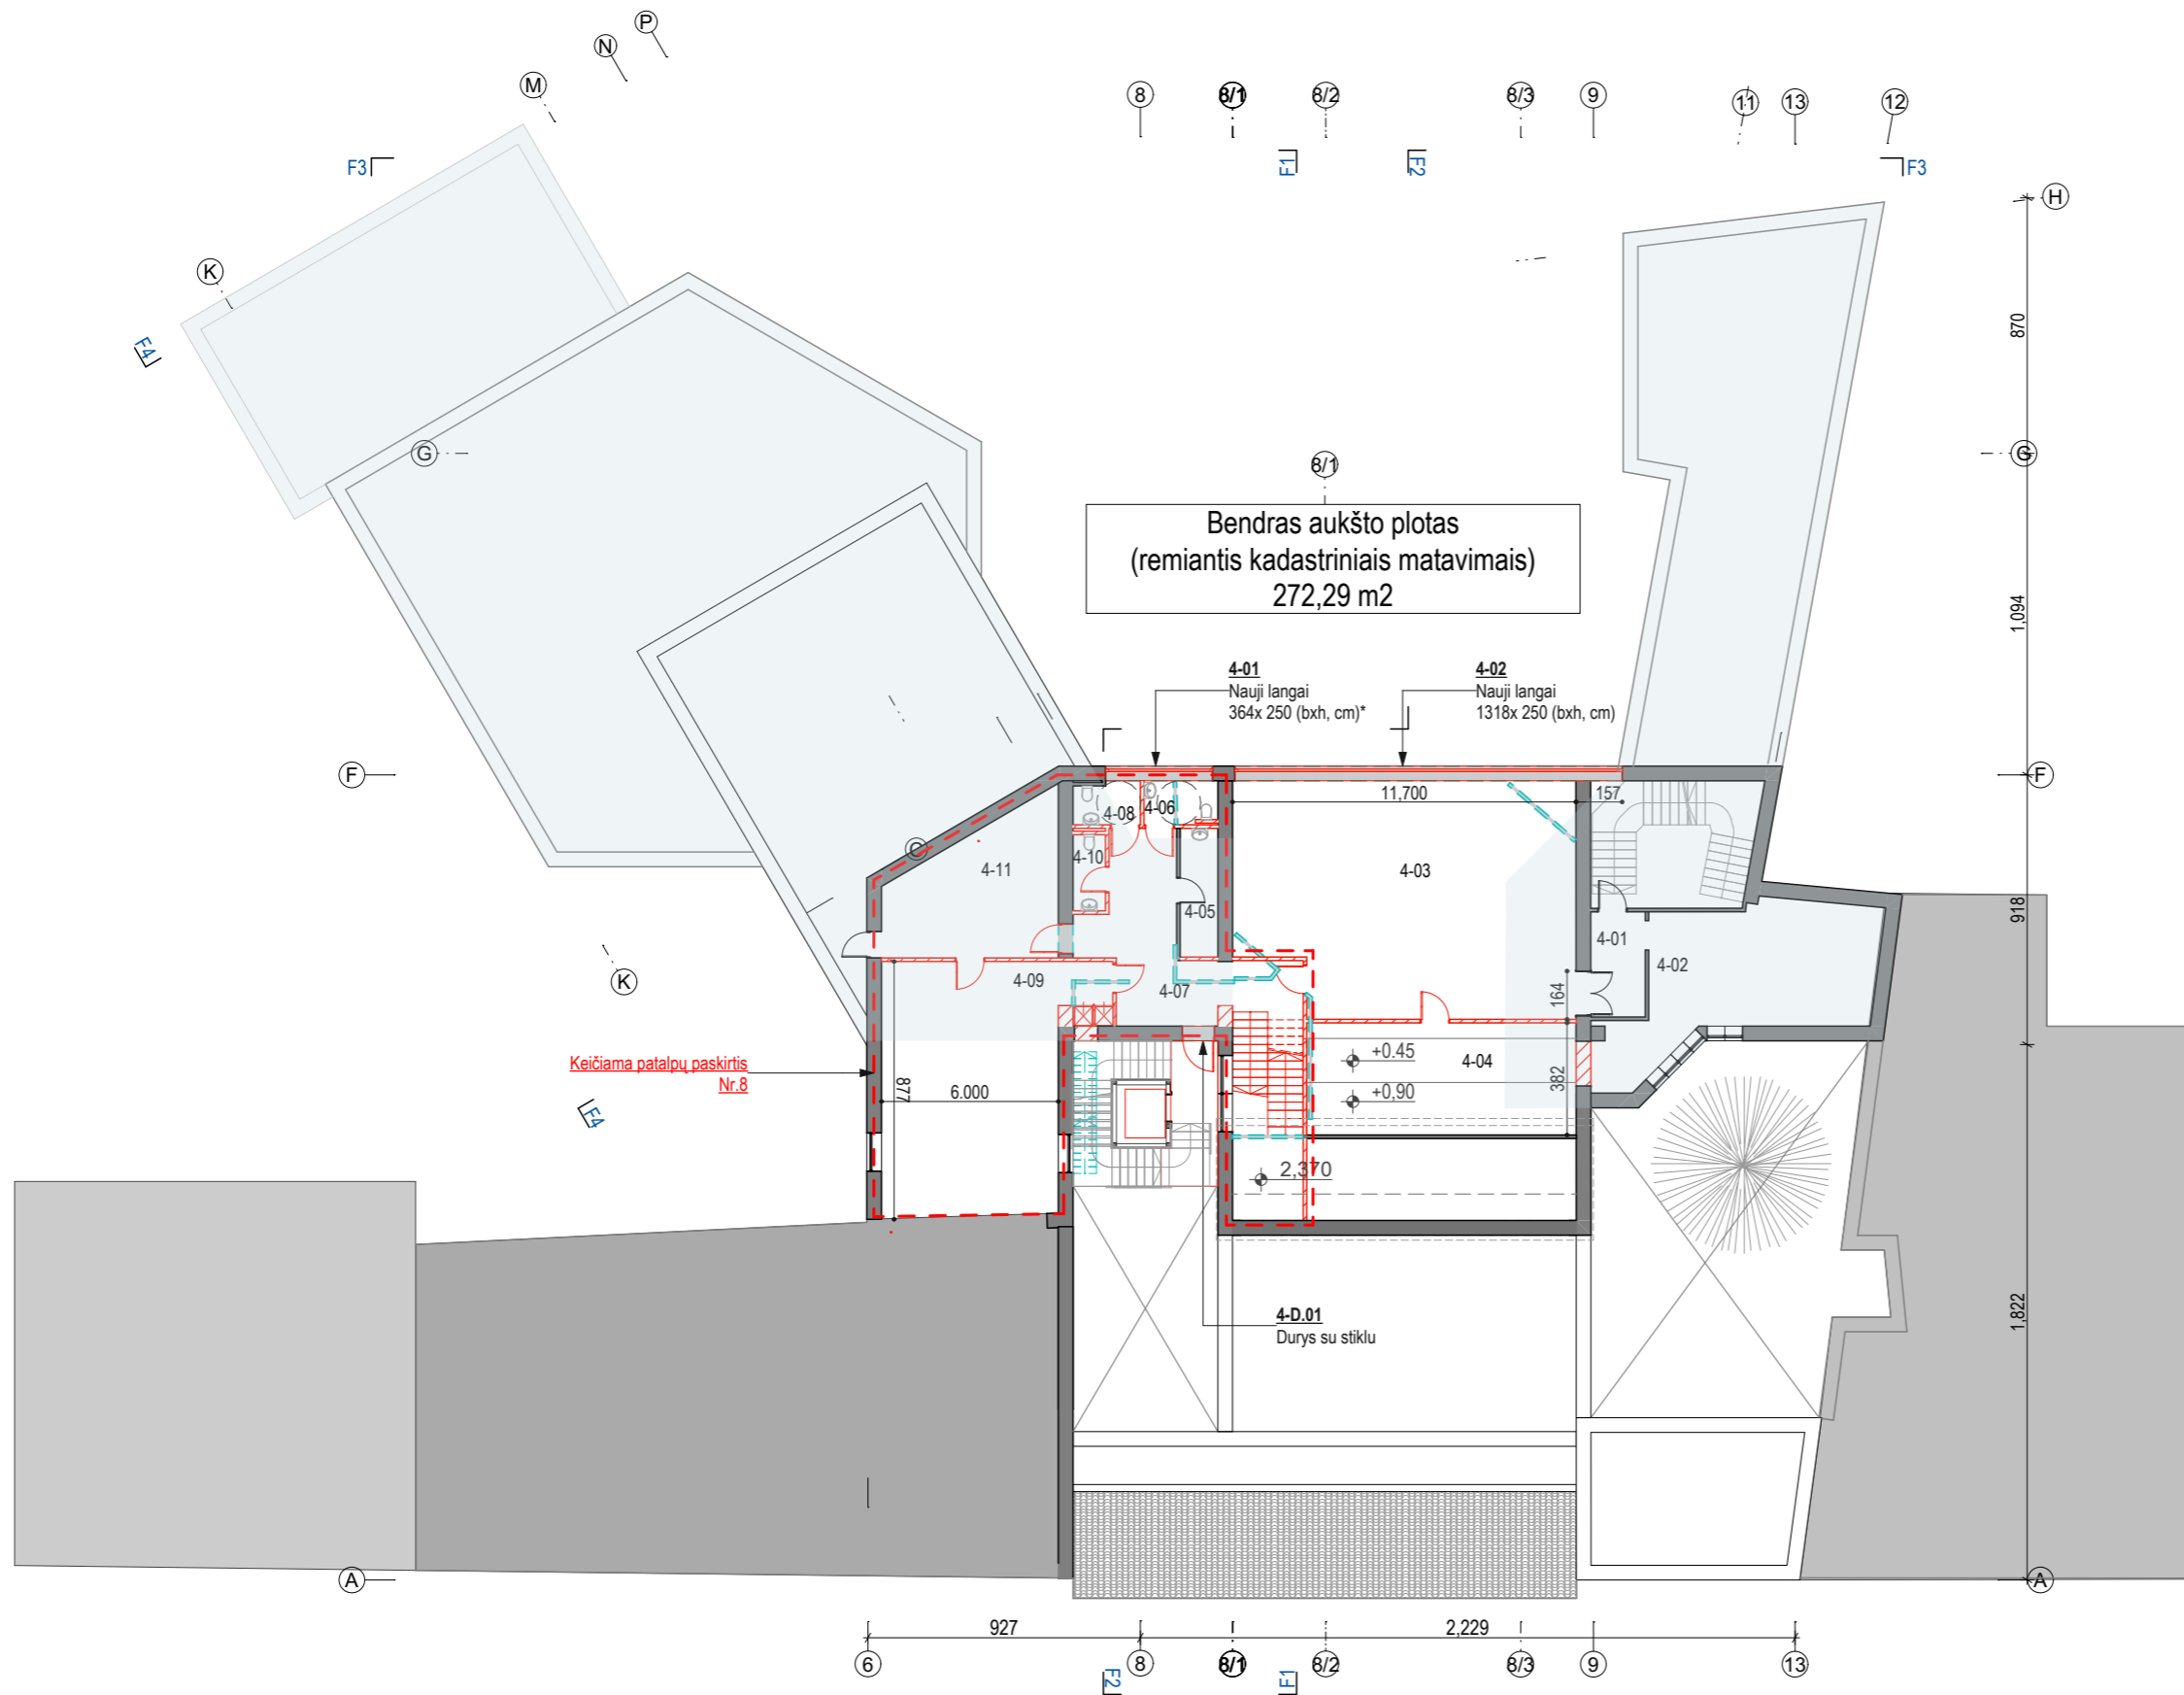 P
N
M
K
8
8/1
8/2
8/3
9
11
13
12
F3
F1
F2
F3
H
F4
870
G
8/1
G
Bendras aukšto plotas
(remiantis kadastriniais matavimais)
272,29 m2
1,094
4-01
Nauji langai
364x 250 (bxh, cm)*
4-02
Nauji langai
1318x 250 (bxh, cm)
F
F
11,700
157
4-08
4-06
C
4-10
4-11
4-03
4-05
918
4-01
4-02
K
4-09
4-07
164
+0.45
4-04
Keičiama patalpų paskirtis
Nr.8
877
6.000
+0,90
382
F4
2,370
4-D.01
Durys su stiklu
1,822
A
A
927
2,229
6
8
8/1
8/2
8/3
9
13
F2
F1